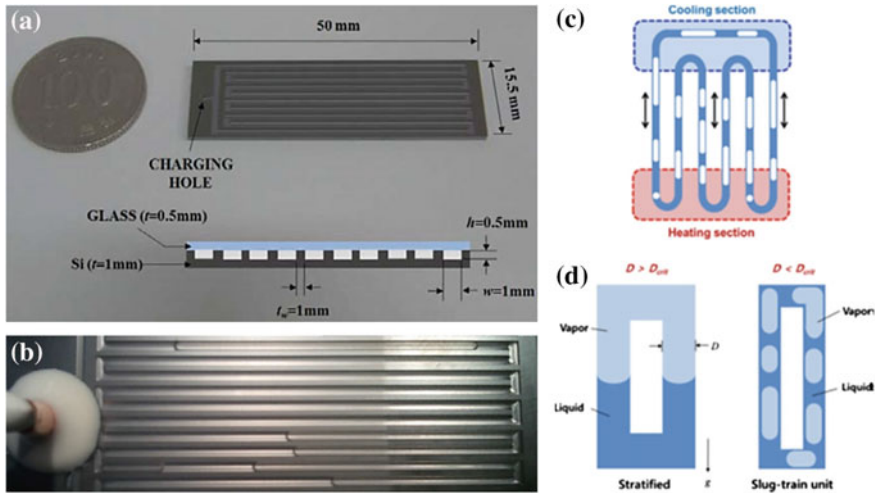 (a)
50 mm
15.5 mm
100
CHARGING
HOLE
GLASS (t=0.5mm)
h=0.5mm
Si (t=1mm)
w=1mm
tw=1mm
(b)
(c)
Cooling section
Heating section
(d)
D > Dcrit
D < Dcrit
Vapor
D
Vapor
Liquid
Liquid
g
Stratified
Slug-train unit